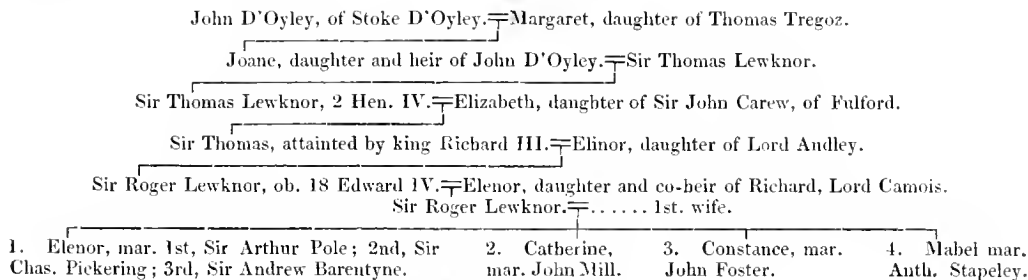 John D'Oyley, of Stoke D'Oyley.=Margaret, daughter of Thomas Tregoz.
Joane, daughter and heir of John D'Oyley.=Sir Thomas Lewknor.
Sir Thomas Lewknor, 2 Hen. IV.=Elizabeth, daughter of Sir John Carew, of Fulford.
Sir Thomas, attainted by king Richard III.=Elinor, daughter of Lord Audley.
Sir Roger Lewknor, ob. 18 Edward IV.=Elenor, daughter and co-heir of Richard, Lord Camois.
Sir Roger Lewknor.=...... 1st. wife.
1. Elenor, mar. 1st, Sir Arthur Pole; 2nd, Sir Chas. Pickering; 3rd, Sir Andrew Barentyne.
2. Catherine, mar. John Mill.
3. Constance, mar. John Foster.
4. Mabel mar. Anth. Stapeley.